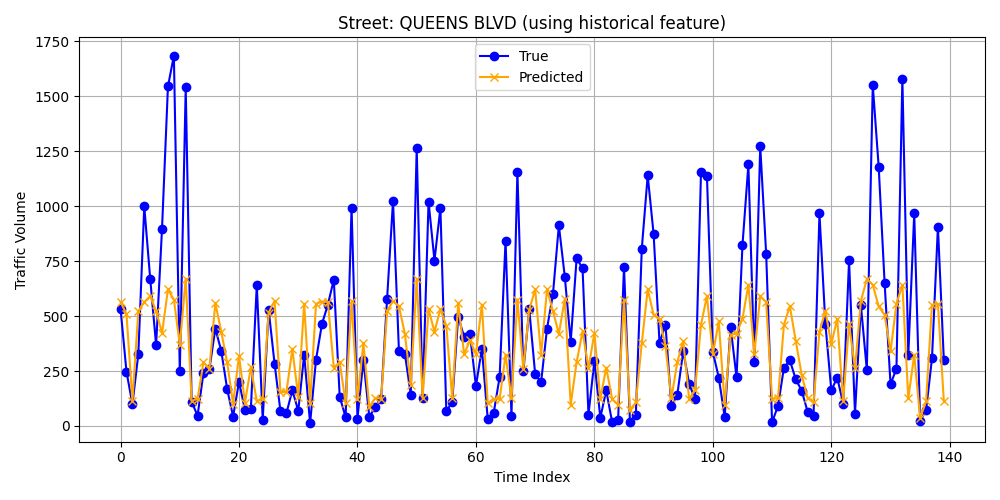 Street: QUEENS BLVD (using historical feature)
True
Predicted
Traffic Volume
1750
1500
1250
1000
750
500
250
0
0 20 40 60 80 100 120 140
Time Index